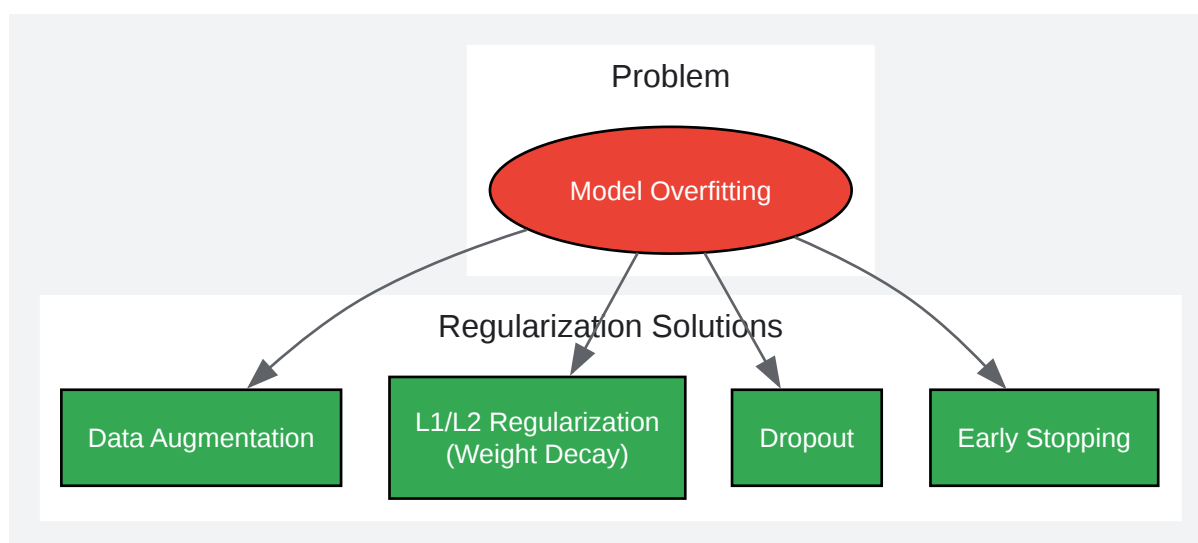 Problem
Model Overfitting
Regularization Solutions
Data Augmentation
L1/L2 Regularization
(Weight Decay)
Dropout
Early Stopping